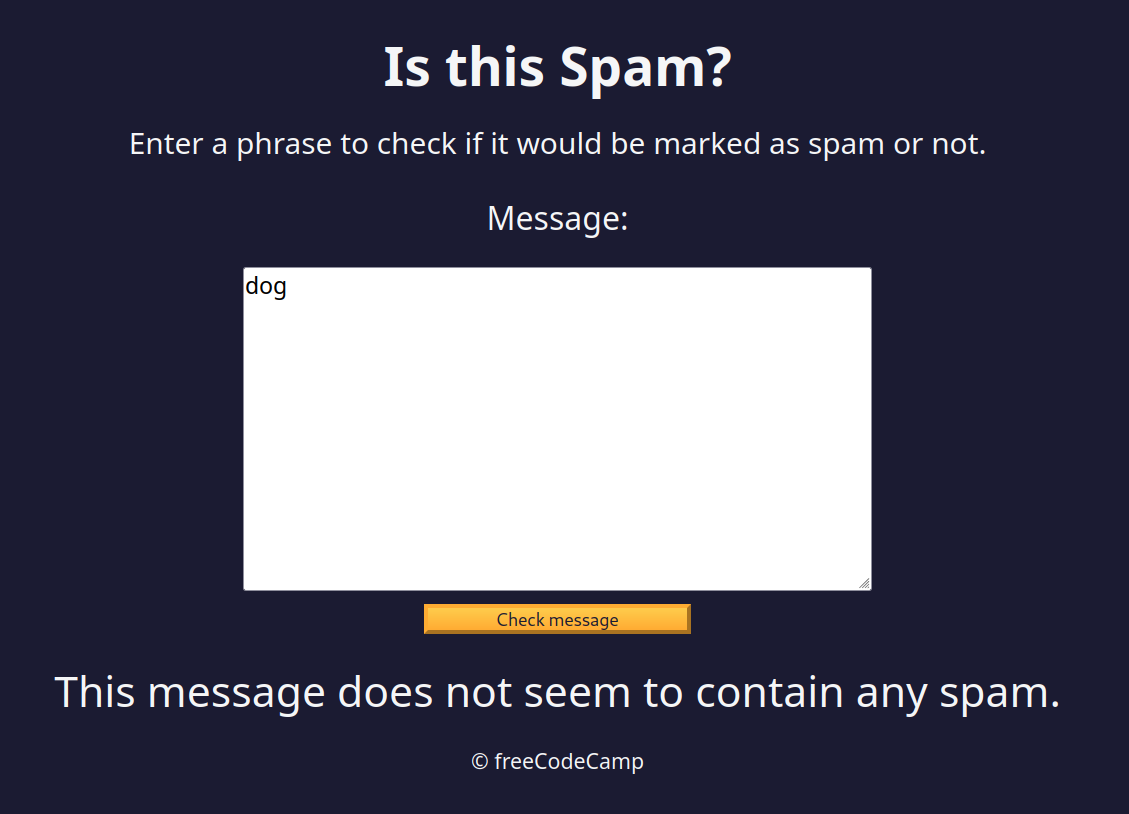 Is this Spam?
Enter a phrase to check if it would be marked as spam or not.
Message:
dog
Check message
This message does not seem to contain any spam.
© freeCodeCamp